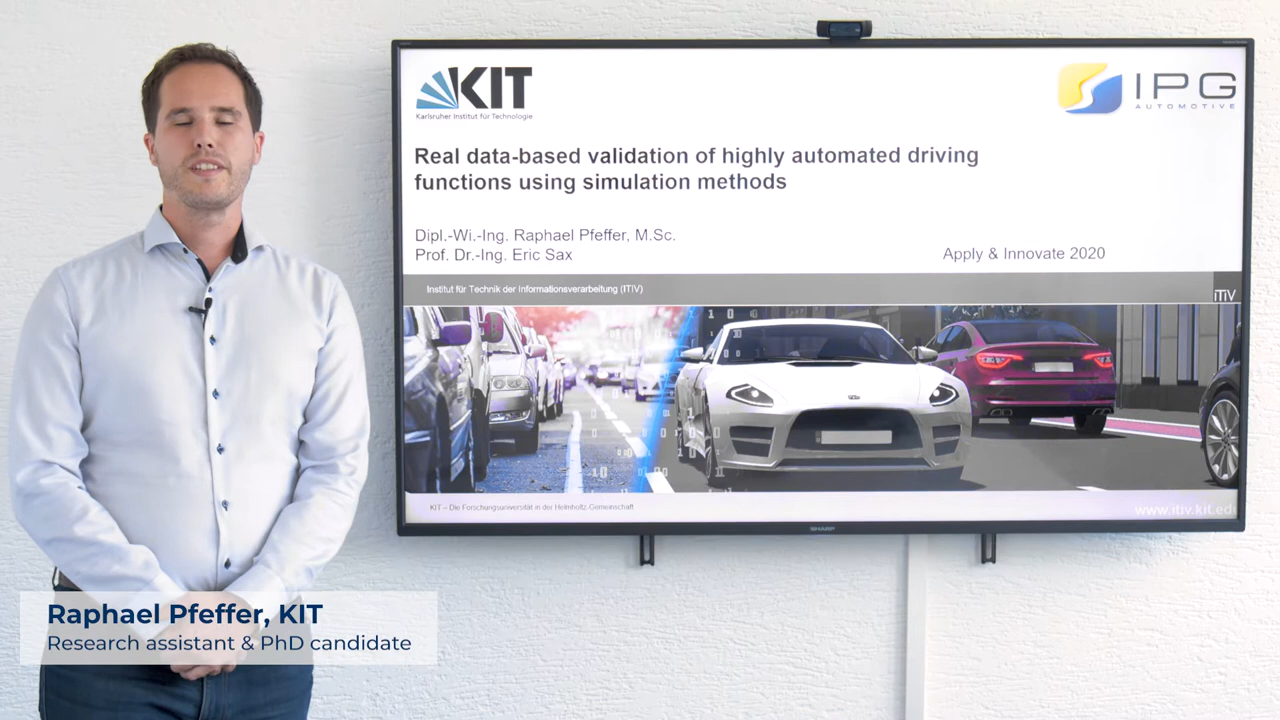 KIT
Karlsruher Institut für Technologie
IPG
AUTOMOTIVE
Real data-based validation of highly automated driving
functions using simulation methods
Dipl.-Wi.-Ing. Raphael Pfeffer, M.Sc.
Prof. Dr.-Ing. Eric Sax
Apply & Innovate 2020
Institut für Technik der Informationsverarbeitung (ITIV)
iTiV
KIT – Die Forschungsuniversität in der Helmholtz-Gemeinschaft
www.itiv.kit.edu
SHARP
Raphael Pfeffer, KIT
Research assistant & PhD candidate